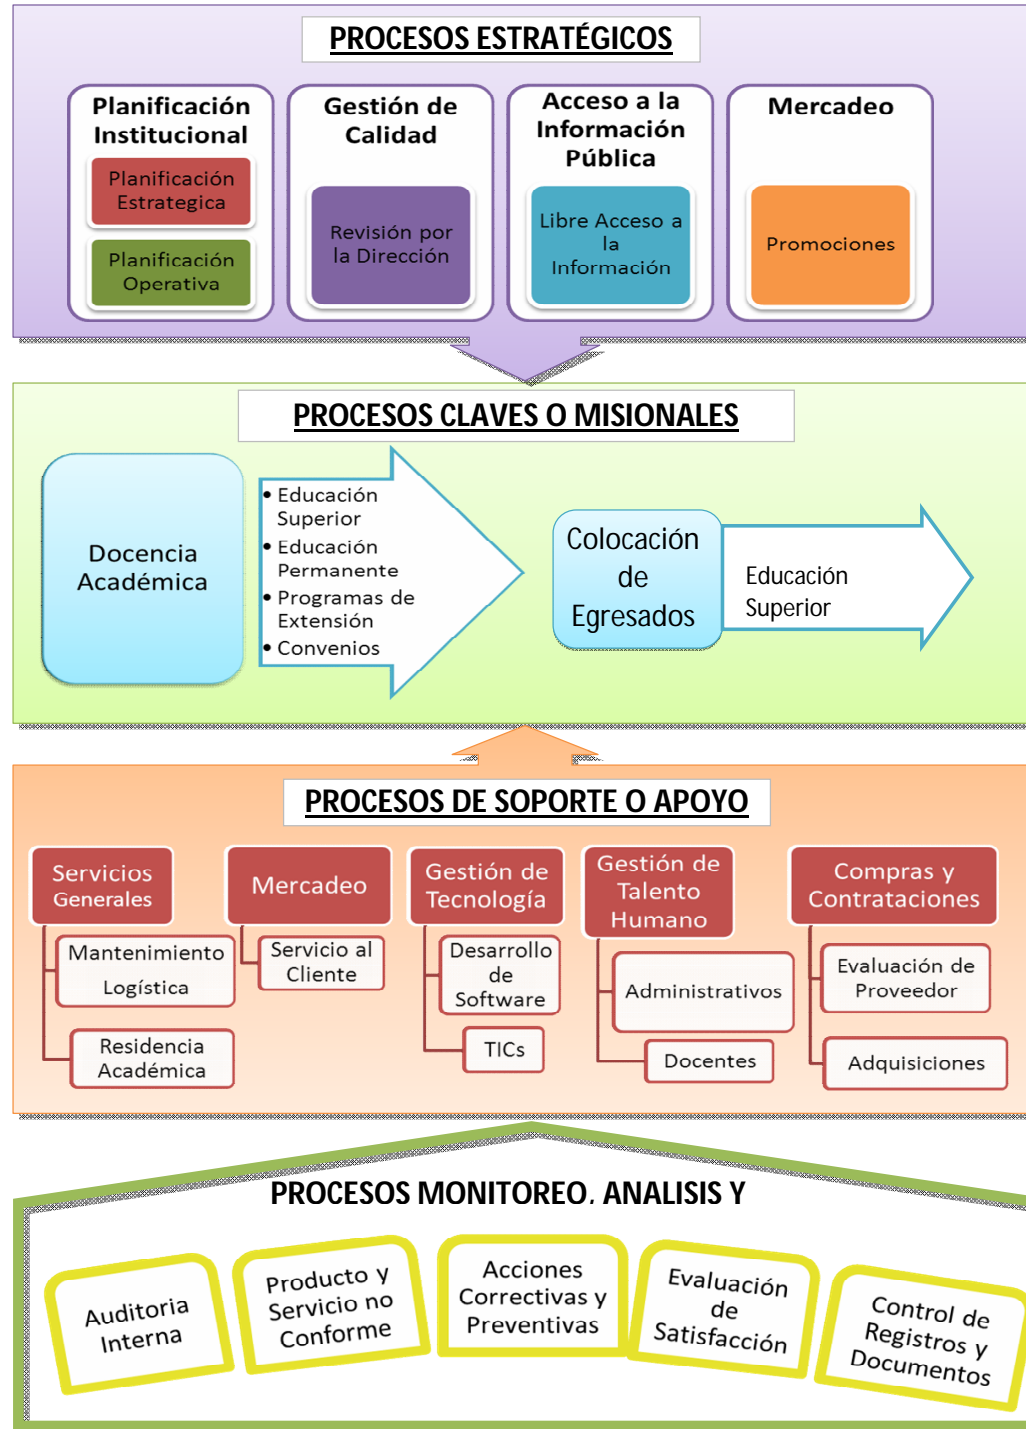 PROCESOS ESTRATÉGICOS
Planificación
Institucional
Planificación
Estrategica
Planificación
Operativa
Gestión de
Calidad
Revisión por
la Dirección
Acceso a la
Información
Pública
Libre Acceso a
la
Información
Mercadeo
Promociones
PROCESOS CLAVES O MISIONALES
Docencia
Académica
• Educación
Superior
• Educación
Permanente
• Programas de
Extensión
• Convenios
Colocación
de
Egresados
Educación
Superior
PROCESOS DE SOPORTE O APOYO
Servicios
Generales
Mantenimiento
Logística
Residencia
Académica
Mercadeo
Servicio al
Cliente
Gestión de
Tecnología
Desarrollo
de
Software
TICs
Gestión de
Talento
Humano
Administrativos
Docentes
Compras y
Contrataciones
Evaluación de
Proveedor
Adquisiciones
PROCESOS MONITOREO, ANALISIS Y
Auditoria
Interna
Producto y
Servicio no
Conforme
Acciones
Correctivas y
Preventivas
Evaluación
de
Satisfacción
Control de
Registros y
Documentos